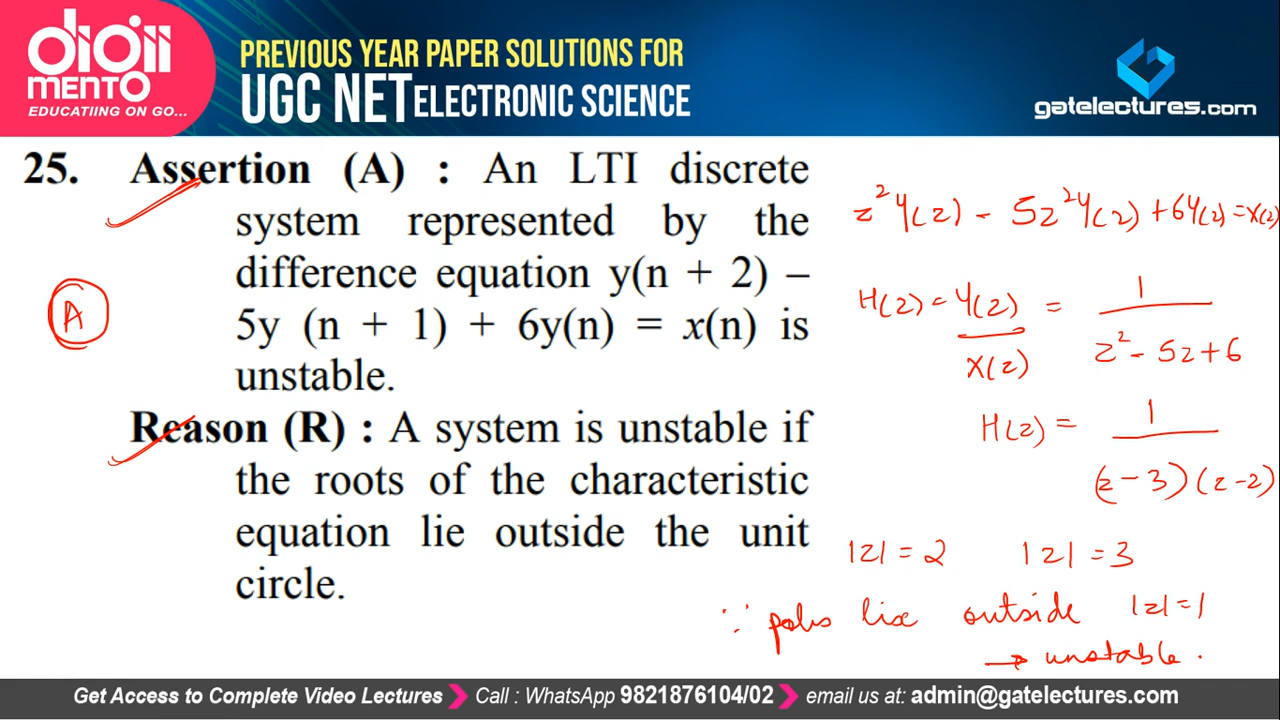 digii
MENTO
EDUCATIING ON GO...
PREVIOUS YEAR PAPER SOLUTIONS FOR
UGC NET ELECTRONIC SCIENCE
gatelectures.com
25. Assertion (A) : An LTI discrete
system represented by the
difference equation y(n + 2) –
5y (n + 1) + 6y(n) = x(n) is
unstable.
Reason (R) : A system is unstable if
the roots of the characteristic
equation lie outside the unit
circle.
A
z²Y(z) - 5z²Y(z) + 6Y(z) = X(z)
H(z) = Y(z)/X(z) = 1/(z² - 5z + 6)
H(z) = 1/((z - 3)(z - 2))
|z| = 2 |z| = 3
∵ poles lie outside |z| = 1
→ unstable.
Get Access to Complete Video Lectures Call : WhatsApp 9821876104/02 email us at: admin@gatelectures.com